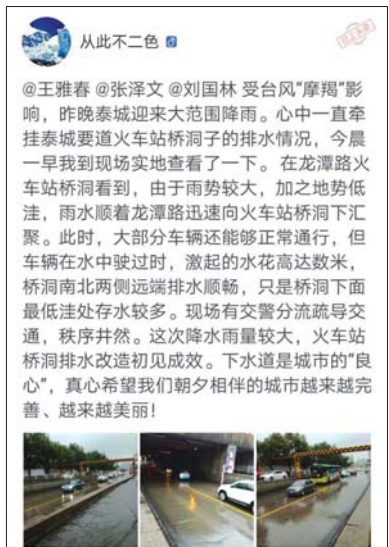 从此不二色
@王雅春 @张泽文 @刘国林 受台风“摩羯”影
响，昨晚泰城迎来大范围降雨。心中一直牵
挂泰城要道火车站桥洞子的排水情况，今晨
一早我到现场实地查看了一下。在龙潭路火
车站桥洞看到，由于雨势较大，加之地势低
洼，雨水顺着龙潭路迅速向火车站桥洞下汇
聚。此时，大部分车辆还能够正常通行，但
车辆在水中驶过时，激起的水花高达数米，
桥洞南北两侧远端排水顺畅，只是桥洞下面
最低洼处存水较多。现场有交警分流疏导交
通，秩序井然。这次降水雨量较大，火车站
桥洞排水改造初见成效。下水道是城市的“良
心”，真心希望我们朝夕相伴的城市越来越完
善、越来越美丽！